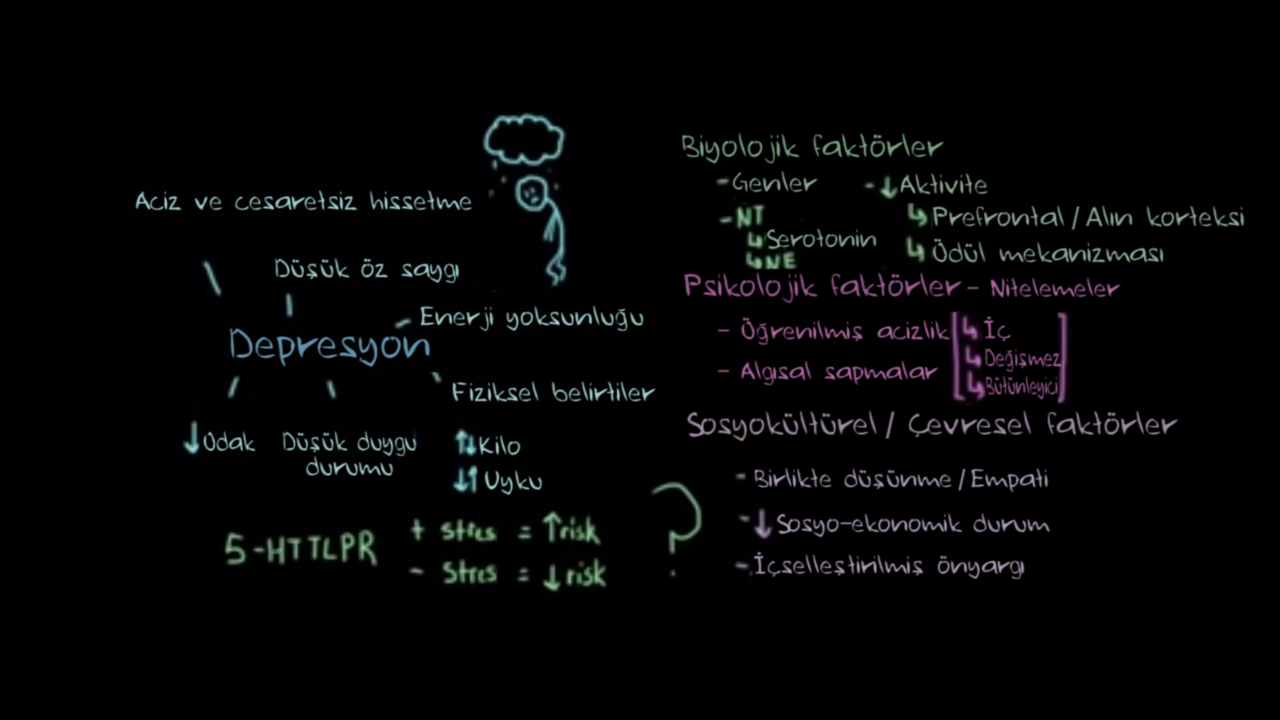 Aciz ve cesaretsiz hissetme
Düşük öz saygı
Enerji yoksunluğu
Depresyon
Fiziksel belirtiler
↓Odak
Düşük duygu
durumu
↑↓Kilo
↓↑Uyku
5-HTTLPR + stres = ↑risk
- stres = ↓risk
?
Biyolojik faktörler
-Genler
-NT
↳Serotonin
↳NE
-↓Aktivite
↳Prefrontal/Alın korteksi
↳Ödül mekanizması
Psikolojik faktörler - Nitelemeler
- Öğrenilmiş acizlik
- Algısal sapmalar
[↳İç
↳Değişmez
↳Bütünleyici]
Sosyokültürel/Çevresel faktörler
- Birlikte düşünme/Empati
-↓Sosyo-ekonomik durum
- İçselleştirilmiş önyargı